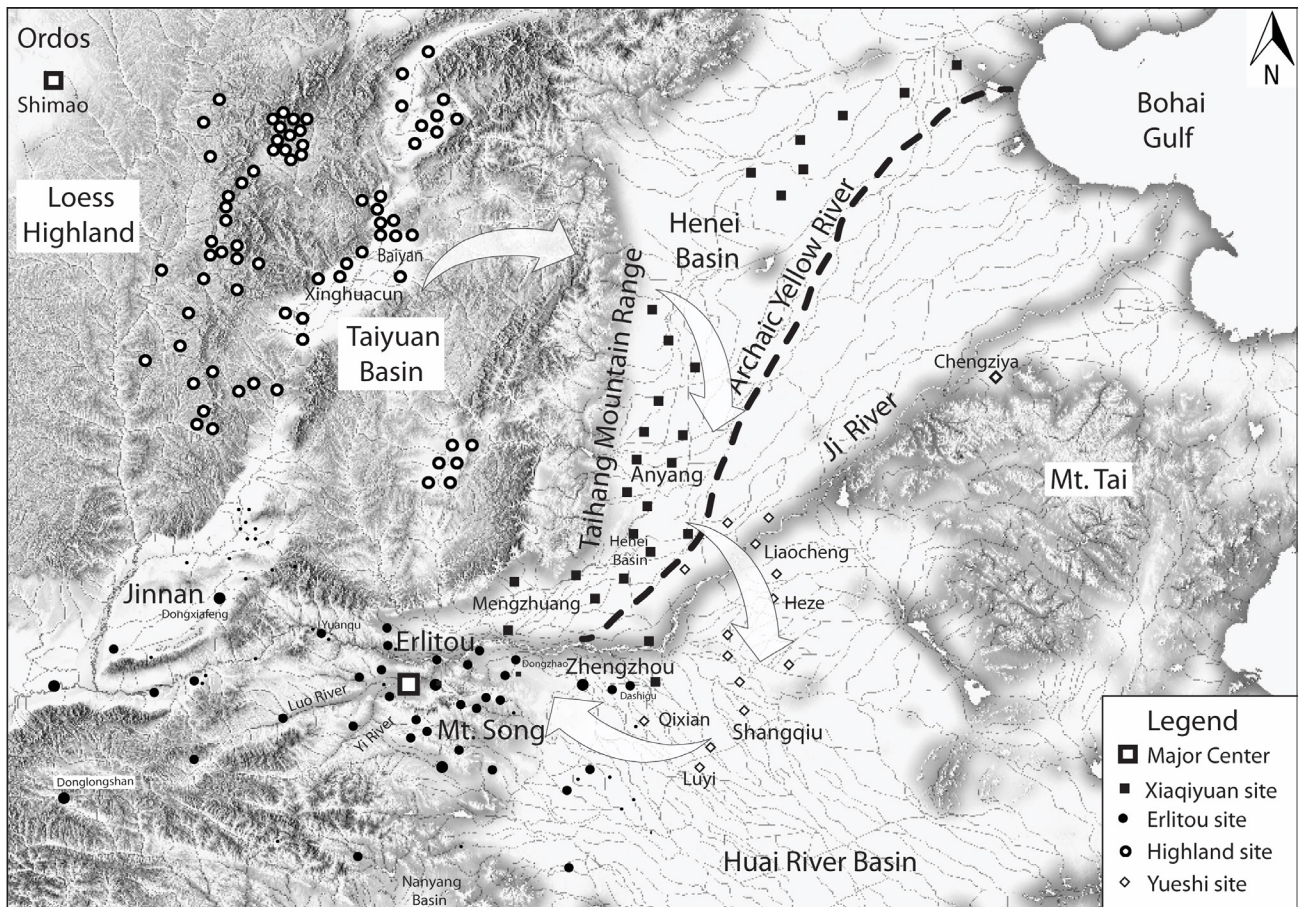 Ordos
Shimao
N
Bohai
Gulf
Loess
Highland
Henei
Basin
Baiyan
Xinghuacun
Taiyuan
Basin
Taihang Mountain Range
Archaic Yellow River
Chengziya
Ji River
Mt. Tai
Anyang
Henei
Basin
Liaocheng
Heze
Jinnan
Dongxiafeng
Mengzhuang
Yuanqu
Erlitou
Dongzhao
Zhengzhou
Dashigu
Luo River
Yi River
Mt. Song
Qixian
Shangqiu
Luyi
Donglongshan
Nanyang
Basin
Huai River Basin
Legend
Major Center
Xiaqiyuan site
Erlitou site
Highland site
Yueshi site